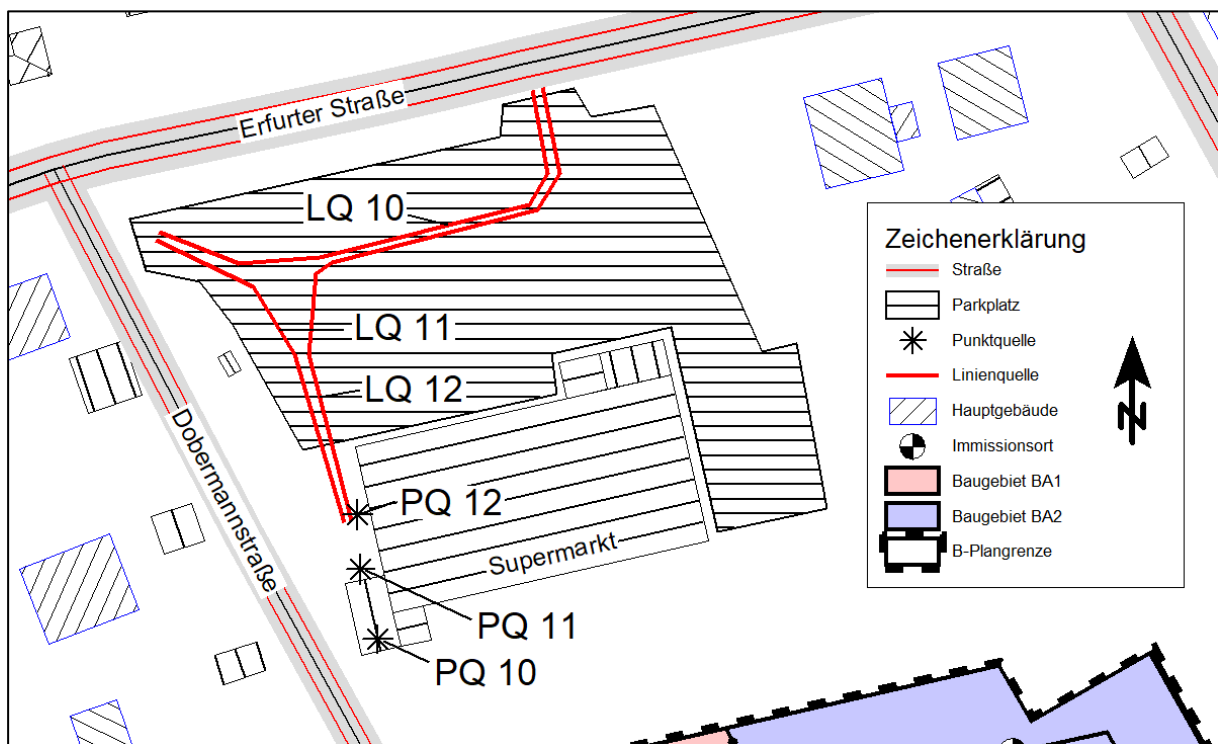 Erfurter Straße
LQ 10
LQ 11
LQ 12
Dobermannstraße
PQ 12
Supermarkt
PQ 11
PQ 10
Zeichenerklärung
Straße
Parkplatz
Punktquelle
Linienquelle
Hauptgebäude
Immissionsort
Baugebiet BA1
Baugebiet BA2
B-Plangrenze
N